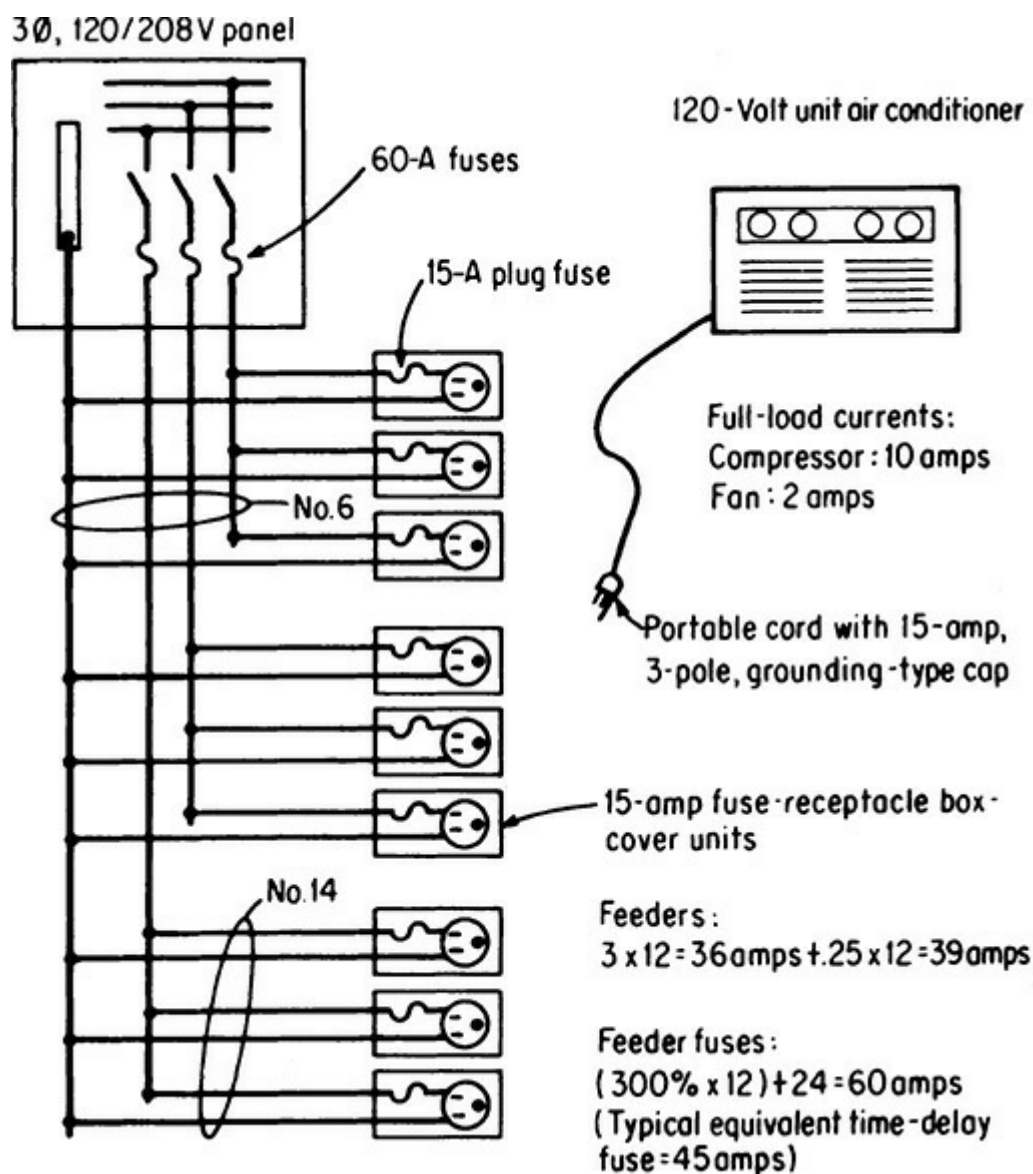 3Ø, 120/208V panel
120-Volt unit air conditioner
60-A fuses
15-A plug fuse
Full-load currents:
Compressor: 10 amps
Fan: 2 amps
No.6
Portable cord with 15-amp,
3-pole, grounding-type cap
15-amp fuse-receptacle box-
cover units
No.14
Feeders:
3 x 12 = 36 amps + .25 x 12 = 39 amps
Feeder fuses:
(300% x 12) + 24 = 60 amps
(Typical equivalent time-delay
fuse = 45 amps)